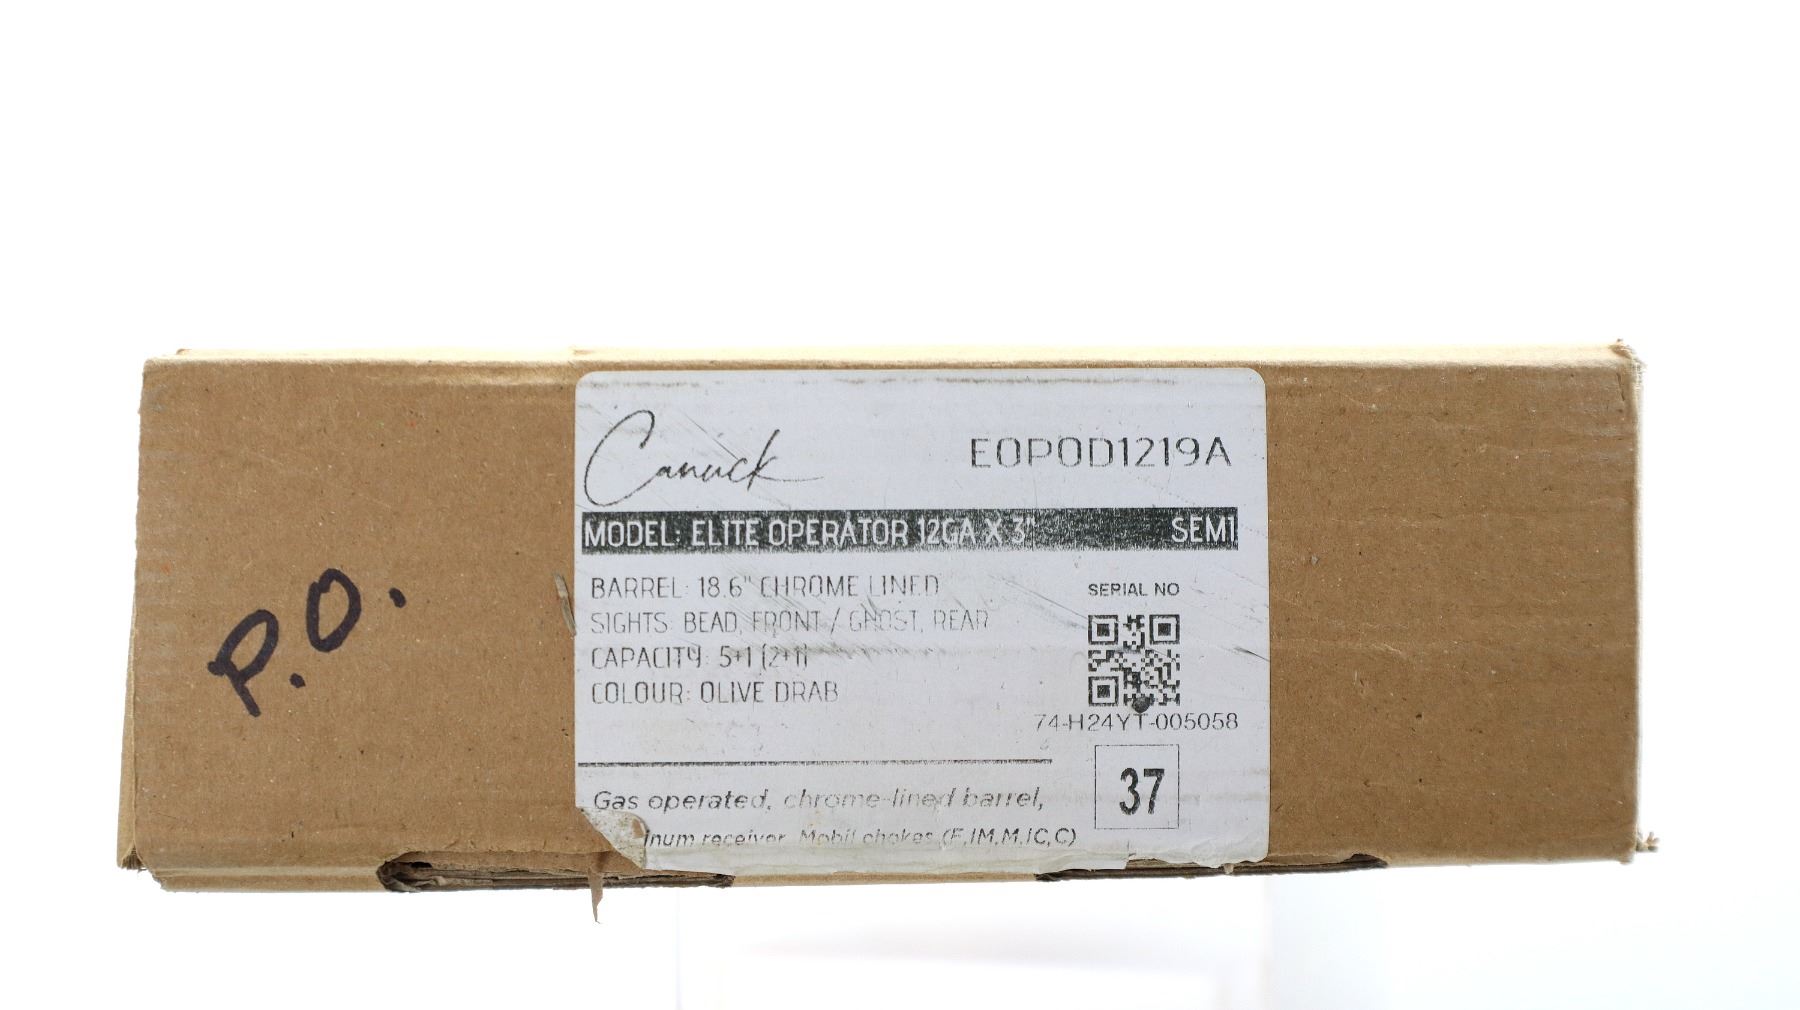 Canuck
EOPOD1219A
MODEL: ELITE OPERATOR 12GA X 3" SEMI
BARREL: 18.6" CHROME LINED
SIGHTS: BEAD, FRONT / GHOST, REAR
CAPACITY: 5+1 (2+1)
COLOUR: OLIVE DRAB
SERIAL NO
74-H24YT-005058
37
Gas operated, chrome-lined barrel,
inum receiver, Mobil chokes (F,IM,M,IC,C)
P.O.